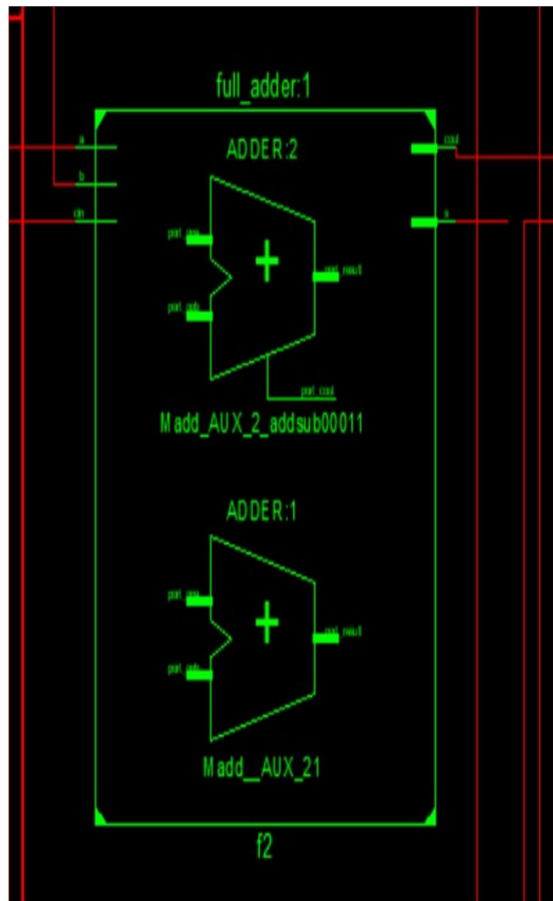 full_adder:1
a
cout
ADDER:2
b
cin
s
Madd_AUX_2_addsub00011
port_cout
ADDER:1
Madd__AUX_21
f2